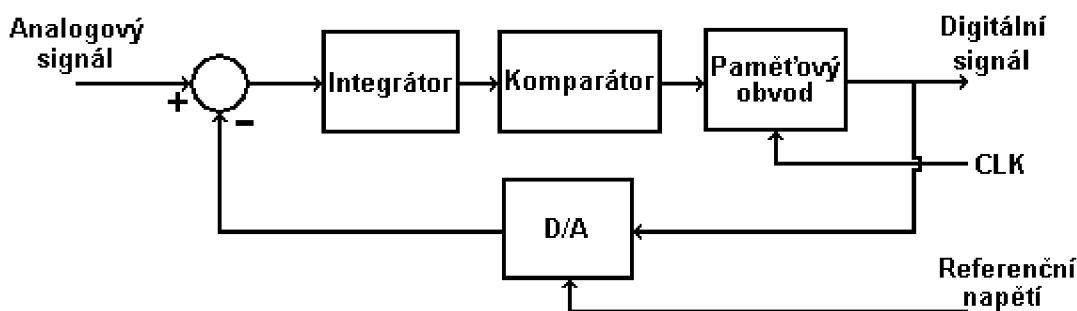 Analogový
signál
+
−
Integrátor
Komparátor
Paměťový
obvod
Digitální
signál
CLK
D/A
Referenční
napětí